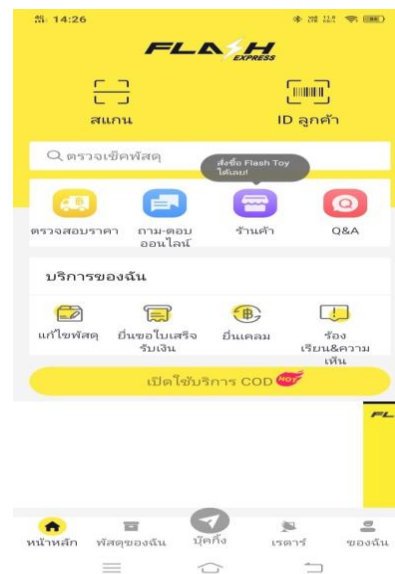 14:26
FLASH
EXPRESS
สแกน
ID ลูกค้า
ตรวจเช็คพัสดุ
สั่งซื้อ Flash Toy
ได้เลย!
ตรวจสอบราคา
ถาม-ตอบ
ออนไลน์
ร้านค้า
Q&A
บริการของฉัน
แก้ไขพัสดุ
ยื่นขอใบเสร็จ
รับเงิน
ยื่นเคลม
ร้อง
เรียน&ความ
เห็น
เปิดใช้บริการ COD HOT
FL
หน้าหลัก
พัสดุของฉัน
บุ๊คกิ้ง
เรดาร์
ของฉัน